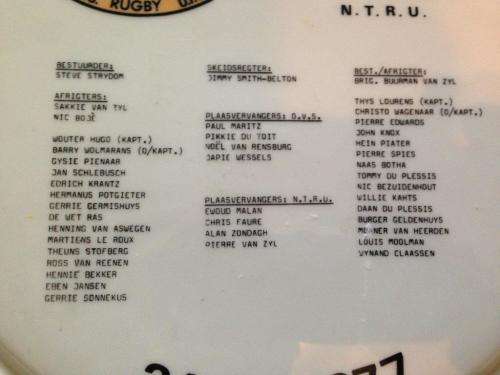 RUGBY
N.T.R.U.
BESTUURDER:
STEVE STRYDOM
AFRIGTERS:
SAKKIE VAN ZYL
NIC BOJÉ
WOUTER HUGO (KAPT.)
BARRY WOLMARANS (O/KAPT.)
GYSIE PIENAAR
JAN SCHLEBUSCH
EDRICH KRANTZ
HERMANUS POTGIETER
GERRIE GERMISHUYS
DE WET RAS
HENNING VAN ASWEGEN
MARTIENS LE ROUX
THEUNS STOFBERG
ROSS VAN REENEN
HENNIE BEKKER
EBEN JANSEN
GERRIE SONNEKUS
SKEIDSREGTER:
JIMMY SMITH-BELTON
PLAASVERVANGERS: O.V.S.
PAUL MARITZ
PIKKIE DU TOIT
NOËL VAN RENSBURG
JAPIE WESSELS
PLAASVERVANGERS: N.T.R.U.
EWOUD MALAN
CHRIS FAURE
ALAN ZONDAGH
PIERRE VAN ZYL
BEST./AFRIGTER:
BRIG. BUURMAN VAN ZYL
THYS LOURENS (KAPT.)
CHRISTO WAGENAAR (O/KAPT.)
PIERRE EDWARDS
JOHN KNOX
HEIN PIATER
PIERRE SPIES
NAAS BOTHA
TOMMY DU PLESSIS
NIC BEZUIDENHOUT
WILLIE KAHTS
DAAN DU PLESSIS
BURGER GELDENHUYS
MOANER VAN HEERDEN
LOUIS MOOLMAN
WYNAND CLAASSEN